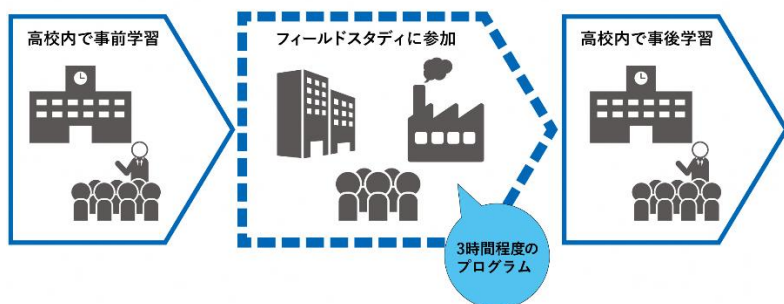 高校内で事前学習
フィールドスタディに参加
高校内で事後学習
3時間程度の
プログラム